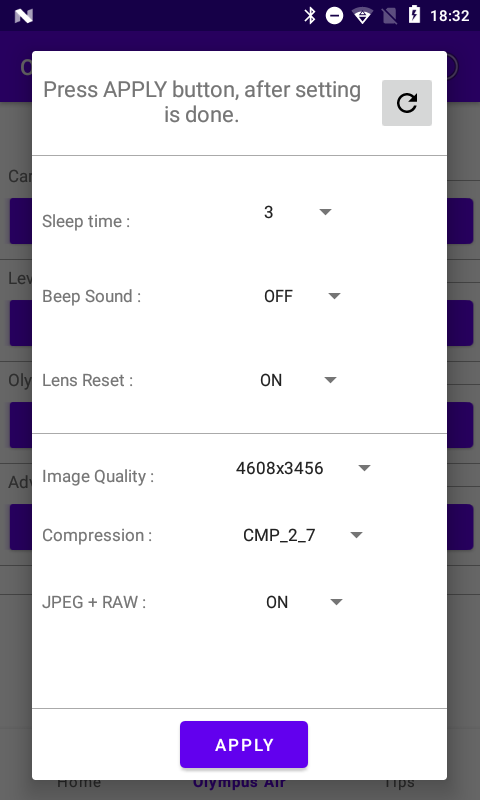 18:32
Press APPLY button, after setting
is done.
Sleep time :
3
Beep Sound :
OFF
Lens Reset :
ON
Image Quality :
4608x3456
Compression :
CMP_2_7
JPEG + RAW :
ON
APPLY
Home
Olympus Air
Tips